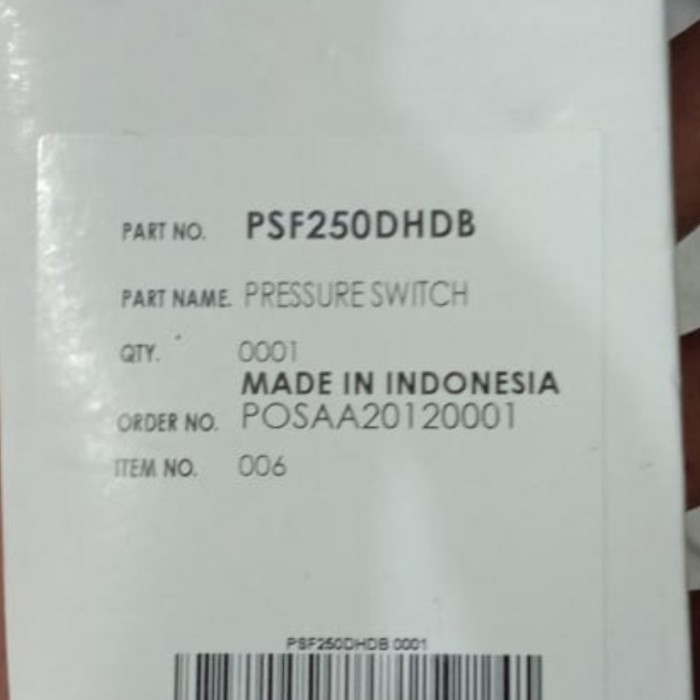 PART NO. PSF250DHDB
PART NAME. PRESSURE SWITCH
QTY. 0001
MADE IN INDONESIA
ORDER NO. POSAA20120001
ITEM NO. 006
PSF250DHDB 0001